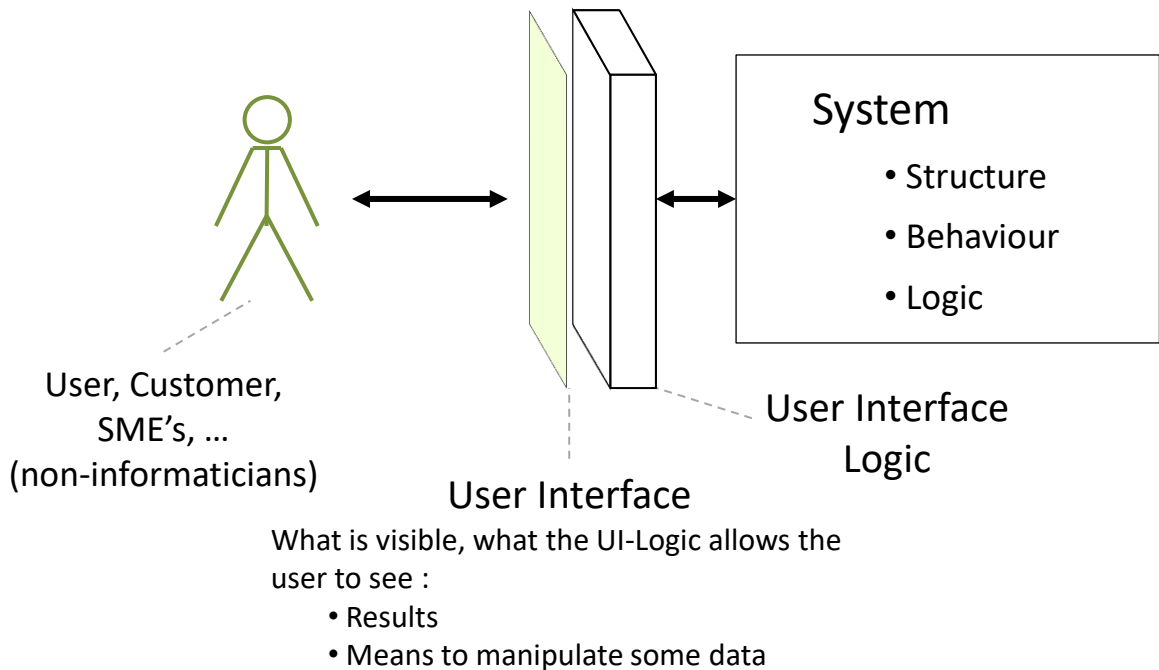 System
• Structure
• Behaviour
• Logic
User, Customer,
SME’s, …
(non-informaticians)
User Interface
Logic
User Interface
What is visible, what the UI-Logic allows the
user to see :
• Results
• Means to manipulate some data